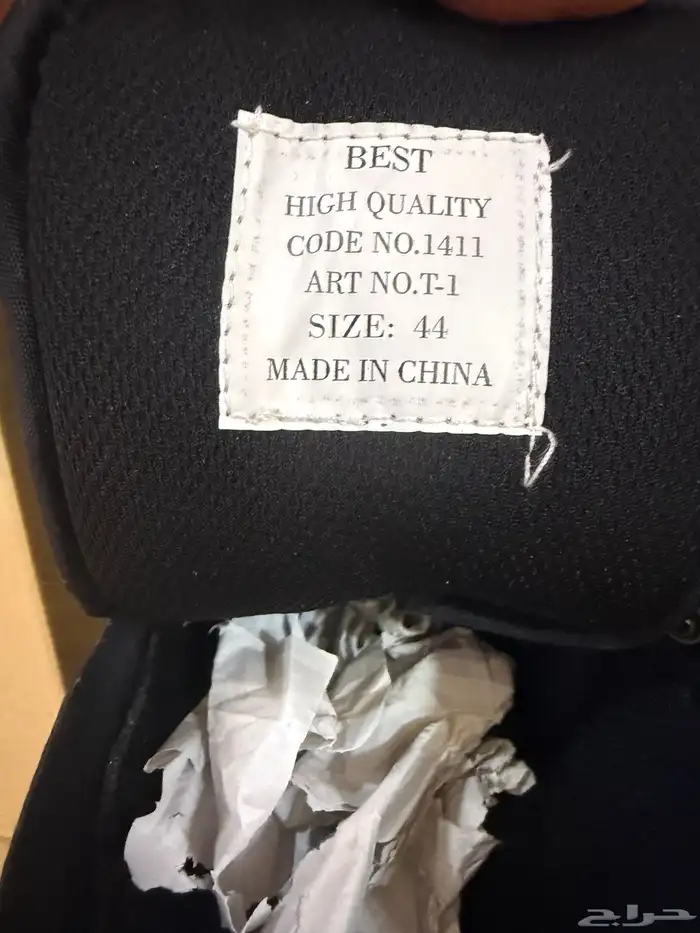 BEST
HIGH QUALITY
CODE NO.1411
ART NO.T-1
SIZE: 44
MADE IN CHINA
حراج